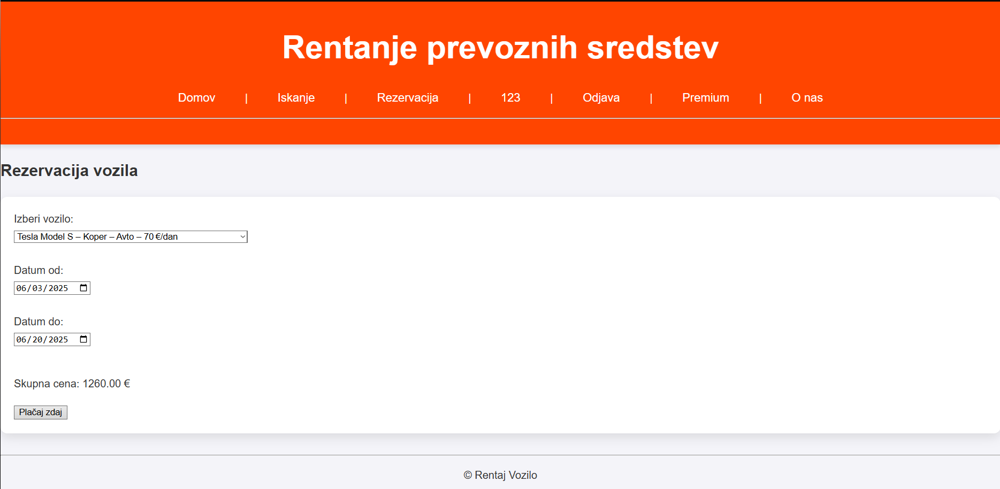 Rentanje prevoznih sredstev
Domov | Iskanje | Rezervacija | 123 | Odjava | Premium | O nas
Rezervacija vozila
Izberi vozilo:
Tesla Model S – Koper – Avto – 70 €/dan
Datum od:
06/03/2025
Datum do:
06/20/2025
Skupna cena: 1260.00 €
Plačaj zdaj
© Rentaj Vozilo